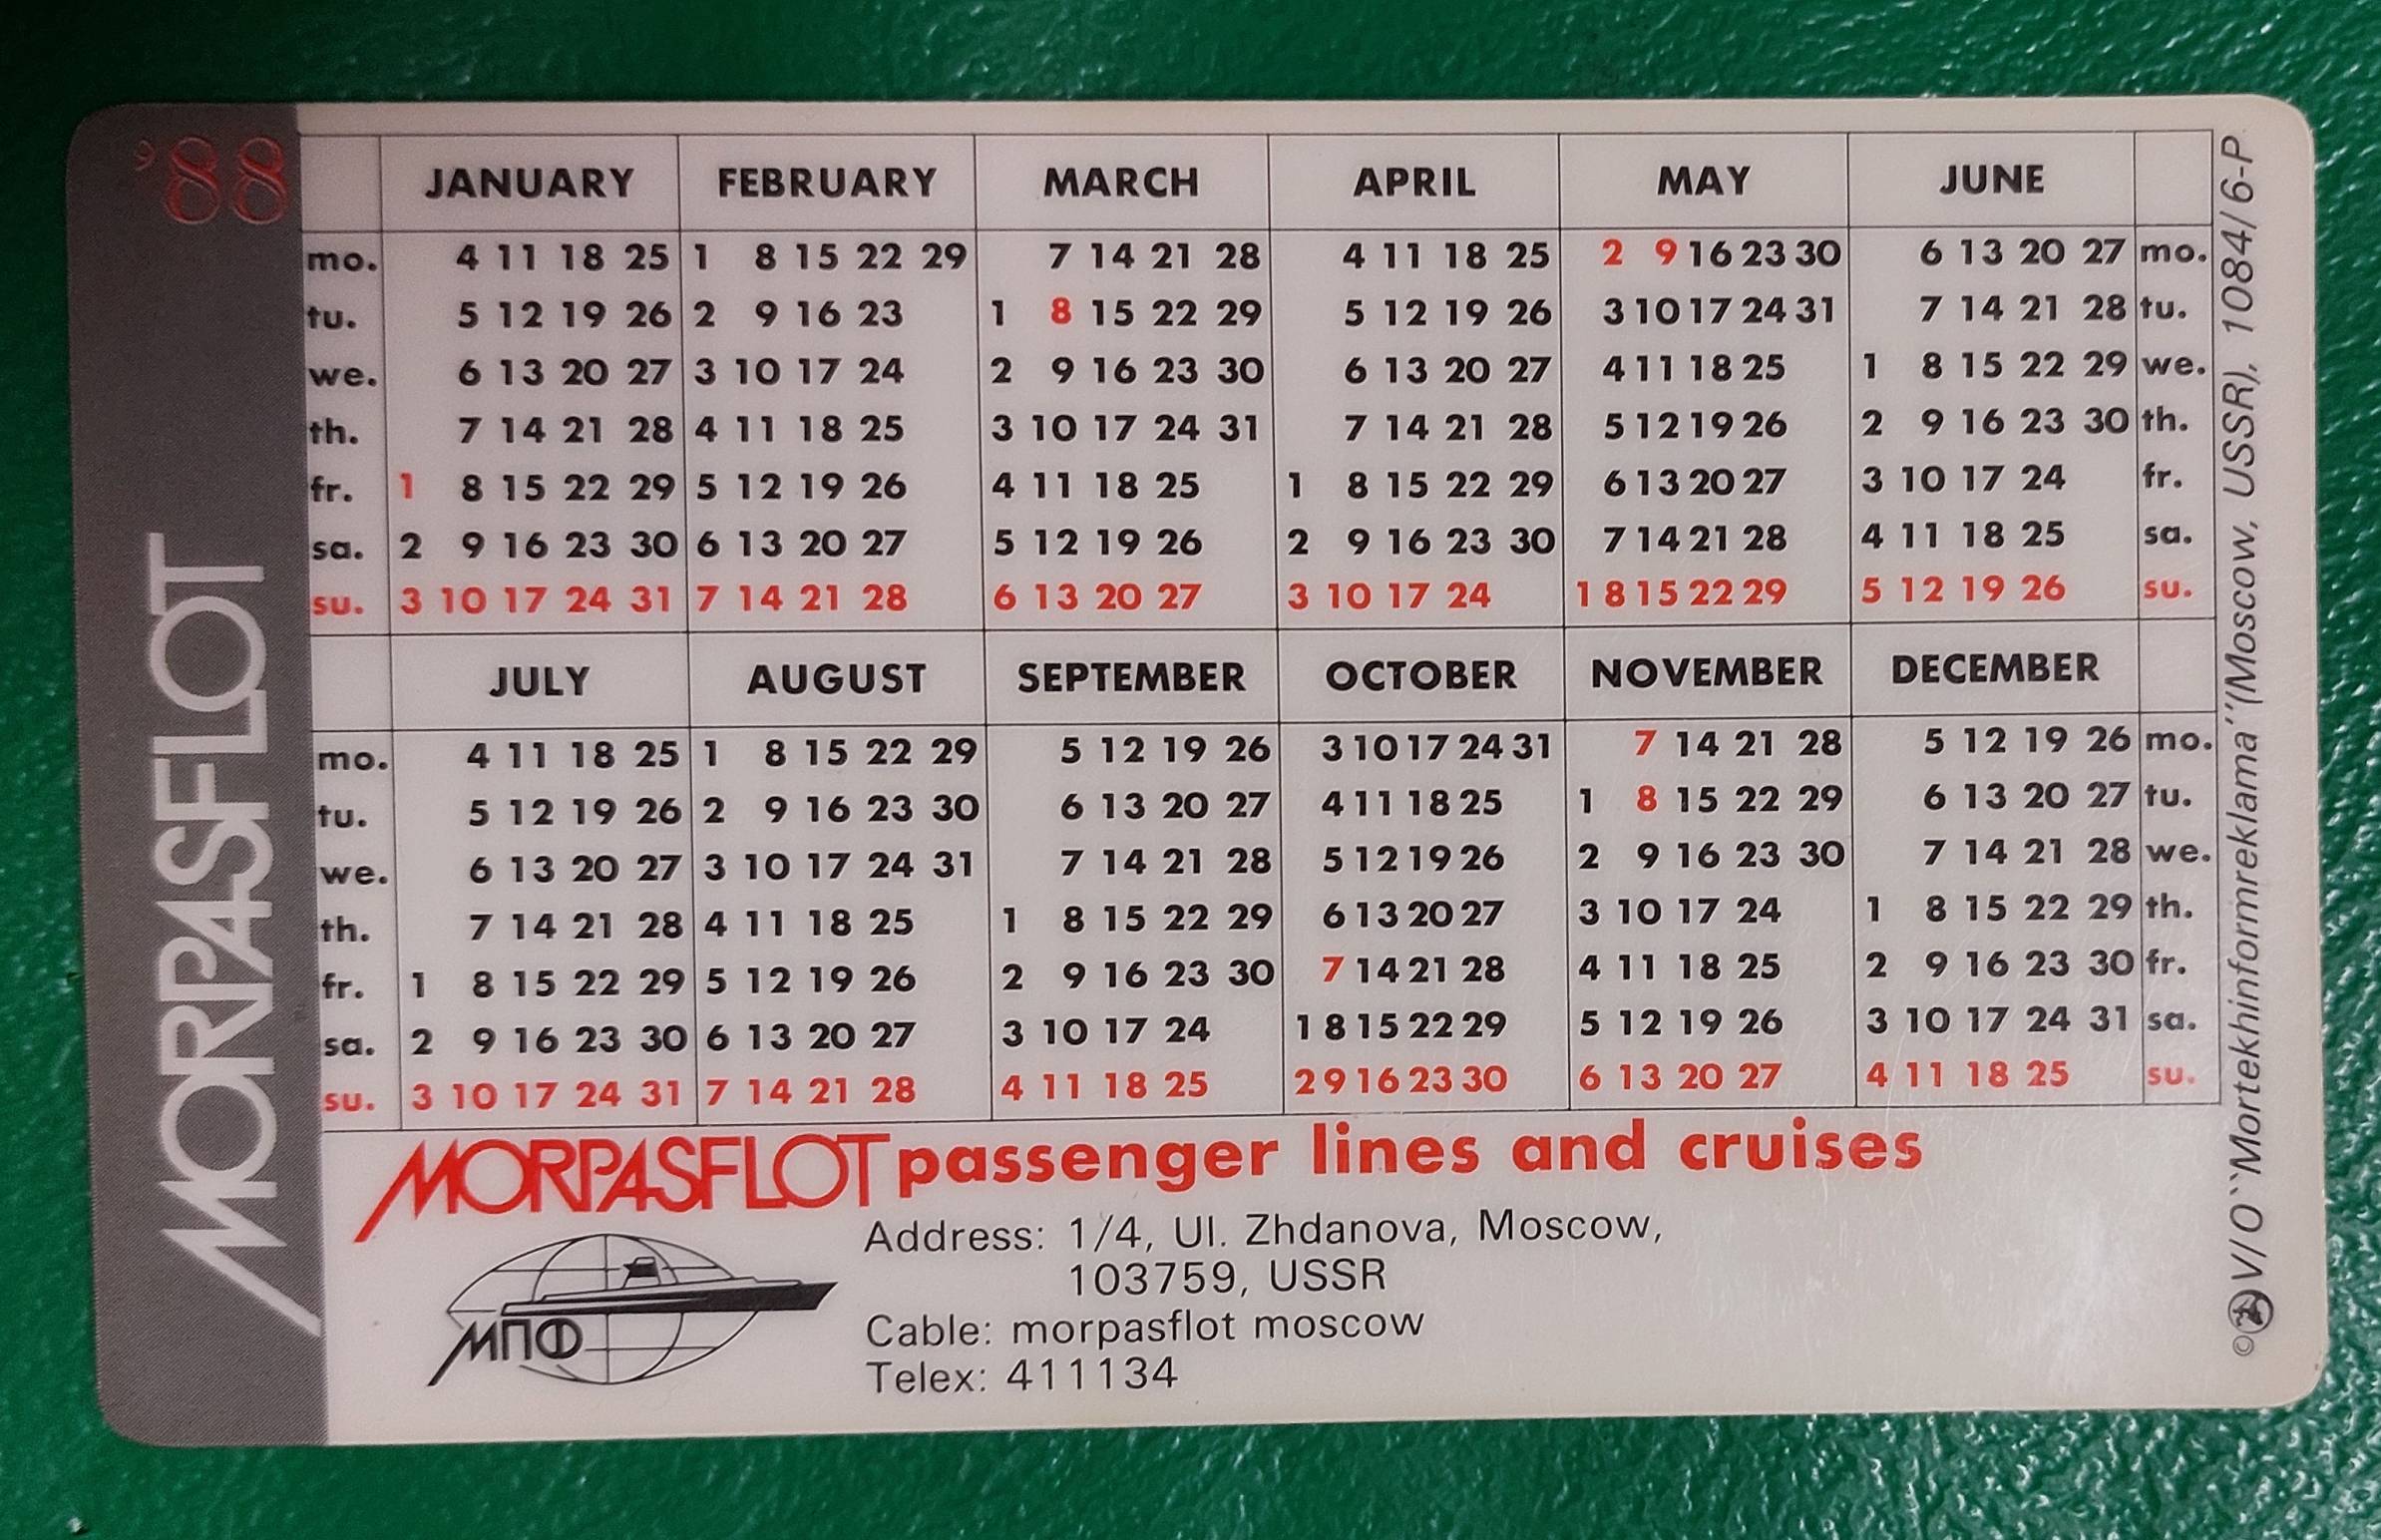 '88
MORPASFLOT
JANUARY FEBRUARY MARCH APRIL MAY JUNE
mo. 4 11 18 25 1 8 15 22 29 7 14 21 28 4 11 18 25 2 9 16 23 30 6 13 20 27 mo.
tu. 5 12 19 26 2 9 16 23 1 8 15 22 29 5 12 19 26 3 10 17 24 31 7 14 21 28 tu.
we. 6 13 20 27 3 10 17 24 2 9 16 23 30 6 13 20 27 4 11 18 25 1 8 15 22 29 we.
th. 7 14 21 28 4 11 18 25 3 10 17 24 31 7 14 21 28 5 12 19 26 2 9 16 23 30 th.
fr. 1 8 15 22 29 5 12 19 26 4 11 18 25 1 8 15 22 29 6 13 20 27 3 10 17 24 fr.
sa. 2 9 16 23 30 6 13 20 27 5 12 19 26 2 9 16 23 30 7 14 21 28 4 11 18 25 sa.
su. 3 10 17 24 31 7 14 21 28 6 13 20 27 3 10 17 24 1 8 15 22 29 5 12 19 26 su.
JULY AUGUST SEPTEMBER OCTOBER NOVEMBER DECEMBER
mo. 4 11 18 25 1 8 15 22 29 5 12 19 26 3 10 17 24 31 7 14 21 28 5 12 19 26 mo.
tu. 5 12 19 26 2 9 16 23 30 6 13 20 27 4 11 18 25 1 8 15 22 29 6 13 20 27 tu.
we. 6 13 20 27 3 10 17 24 31 7 14 21 28 5 12 19 26 2 9 16 23 30 7 14 21 28 we.
th. 7 14 21 28 4 11 18 25 1 8 15 22 29 6 13 20 27 3 10 17 24 1 8 15 22 29 th.
fr. 1 8 15 22 29 5 12 19 26 2 9 16 23 30 7 14 21 28 4 11 18 25 2 9 16 23 30 fr.
sa. 2 9 16 23 30 6 13 20 27 3 10 17 24 1 8 15 22 29 5 12 19 26 3 10 17 24 31 sa.
su. 3 10 17 24 31 7 14 21 28 4 11 18 25 2 9 16 23 30 6 13 20 27 4 11 18 25 su.
MORPASFLOT passenger lines and cruises
Address: 1/4, Ul. Zhdanova, Moscow,
103759, USSR
Cable: morpasflot moscow
Telex: 411134
МПФ
© V/O ``Mortekhinformreklama´´(Moscow, USSR), 1084/6-P